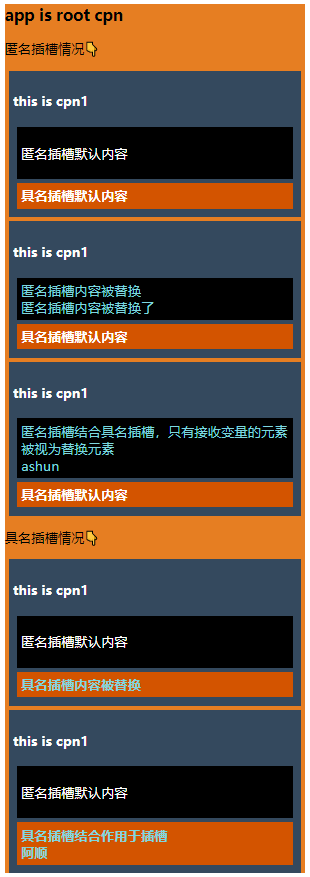 app is root cpn
匿名插槽情况👇
this is cpn1
匿名插槽默认内容
具名插槽默认内容
this is cpn1
匿名插槽内容被替换
匿名插槽内容被替换了
具名插槽默认内容
this is cpn1
匿名插槽结合具名插槽，只有接收变量的元素
被视为替换元素
ashun
具名插槽默认内容
具名插槽情况👇
this is cpn1
匿名插槽默认内容
具名插槽内容被替换
this is cpn1
匿名插槽默认内容
具名插槽结合作用于插槽
阿顺